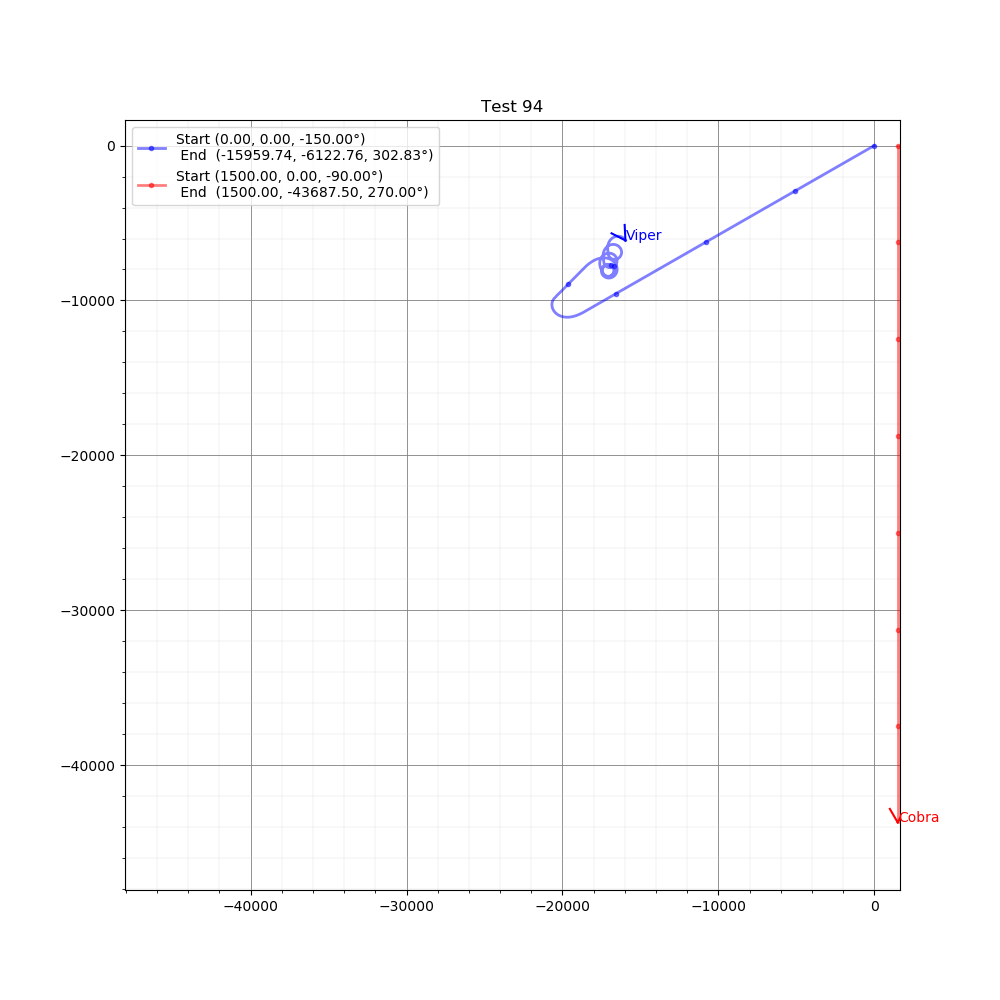 Test 94
Start (0.00, 0.00, -150.00°)
End (-15959.74, -6122.76, 302.83°)
Start (1500.00, 0.00, -90.00°)
End (1500.00, -43687.50, 270.00°)
0
−10000
−20000
−30000
−40000
Viper
Cobra
−40000 −30000 −20000 −10000 0